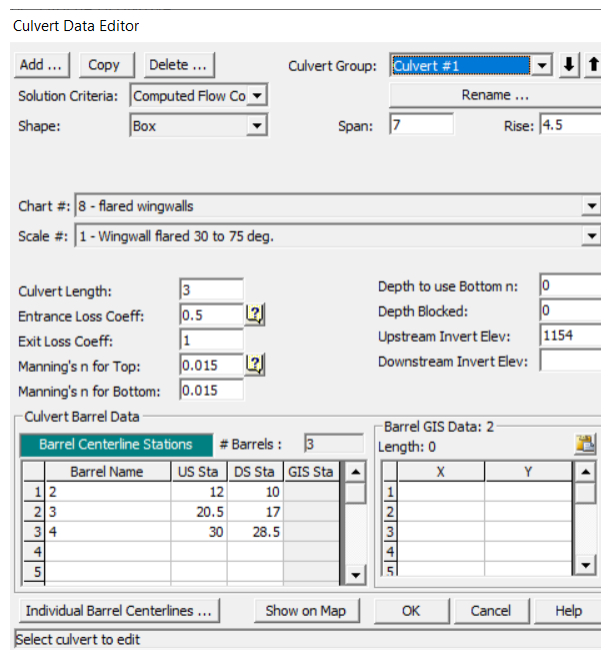 Culvert Data Editor
Add ... Copy Delete ... Culvert Group: Culvert #1
Solution Criteria: Computed Flow Co Rename ...
Shape: Box Span: 7 Rise: 4.5
Chart #: 8 - flared wingwalls
Scale #: 1 - Wingwall flared 30 to 75 deg.
Culvert Length: 3 Depth to use Bottom n: 0
Entrance Loss Coeff: 0.5 ? Depth Blocked: 0
Exit Loss Coeff: 1 Upstream Invert Elev: 1154
Manning's n for Top: 0.015 ? Downstream Invert Elev:
Manning's n for Bottom: 0.015
Culvert Barrel Data
Barrel Centerline Stations # Barrels : 3
Barrel Name US Sta DS Sta GIS Sta
1 2 12 10
2 3 20.5 17
3 4 30 28.5
4
5
Barrel GIS Data: 2
Length: 0
X Y
1
2
3
4
5
Individual Barrel Centerlines ... Show on Map OK Cancel Help
Select culvert to edit